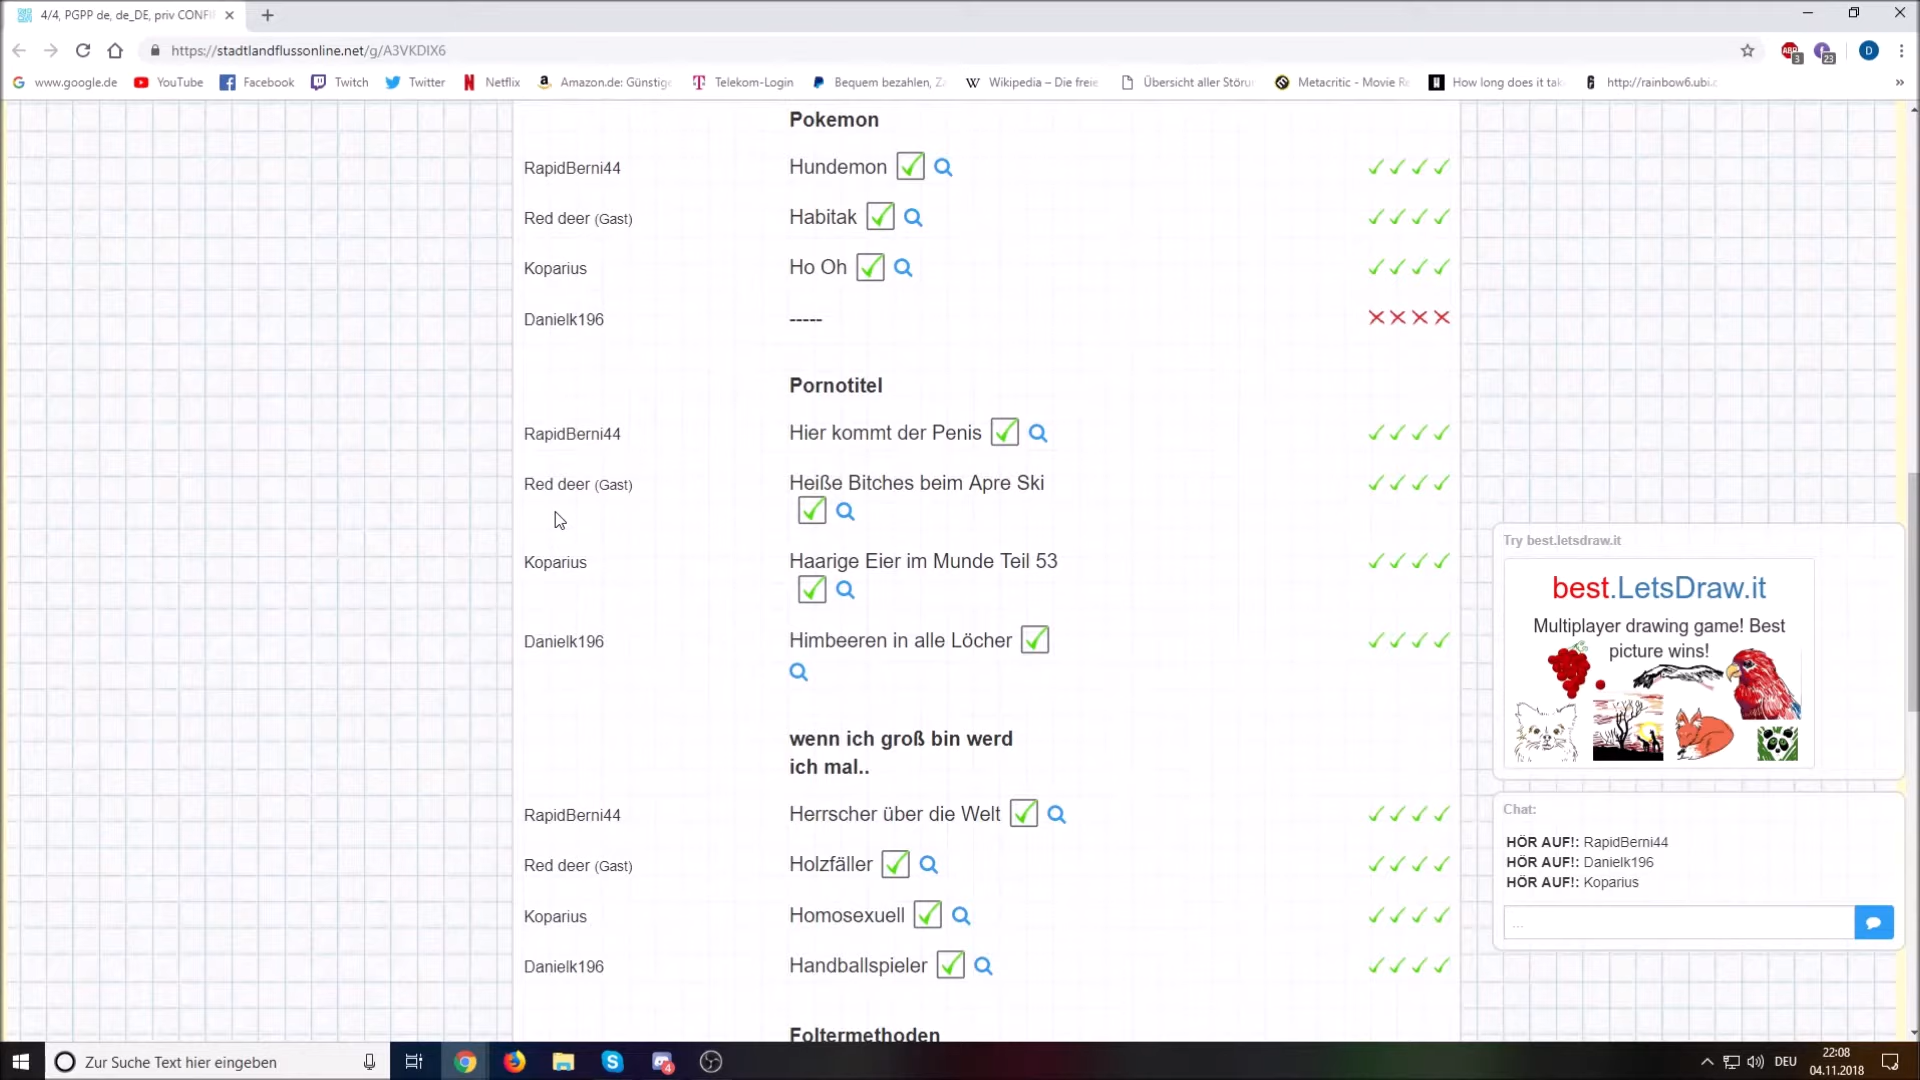 4/4, PGPP de, de_DE, priv CONFI
https://stadtlandflussonline.net/g/A3VKDIX6
ABP
3
23
D
www.google.de
YouTube
Facebook
Twitch
Twitter
Netflix
Amazon.de: Günstig
Telekom-Login
Bequem bezahlen, Z
Wikipedia – Die freie
Übersicht aller Störu
Metacritic - Movie R
How long does it tak
http://rainbow6.ubi.c
»
Pokemon
RapidBerni44
Hundemon
Red deer (Gast)
Habitak
Koparius
Ho Oh
Danielk196
-----
Pornotitel
RapidBerni44
Hier kommt der Penis
Red deer (Gast)
Heiße Bitches beim Apre Ski
Koparius
Haarige Eier im Munde Teil 53
Danielk196
Himbeeren in alle Löcher
wenn ich groß bin werd
ich mal..
RapidBerni44
Herrscher über die Welt
Red deer (Gast)
Holzfäller
Koparius
Homosexuell
Danielk196
Handballspieler
Foltermethoden
Try best.letsdraw.it
best.LetsDraw.it
Multiplayer drawing game! Best
picture wins!
Chat:
HÖR AUF!: RapidBerni44
HÖR AUF!: Danielk196
HÖR AUF!: Koparius
...
Zur Suche Text hier eingeben
4
DEU
22:08
04.11.2018